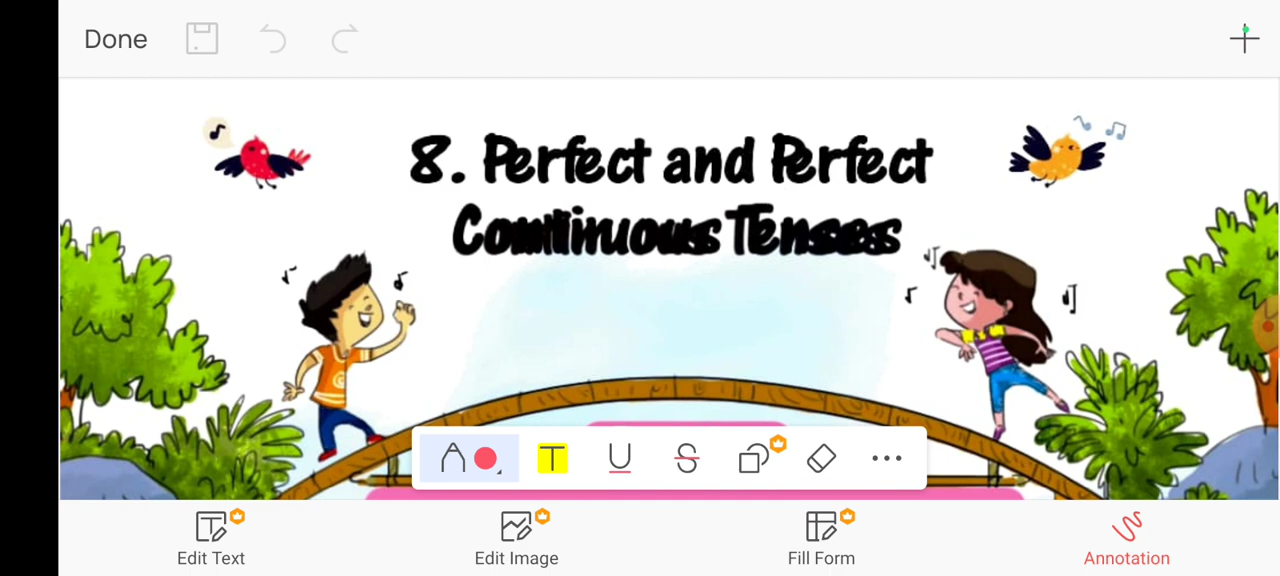 Done
8. Perfect and Perfect
Continuous Tenses
T U S
Edit Text
Edit Image
Fill Form
Annotation